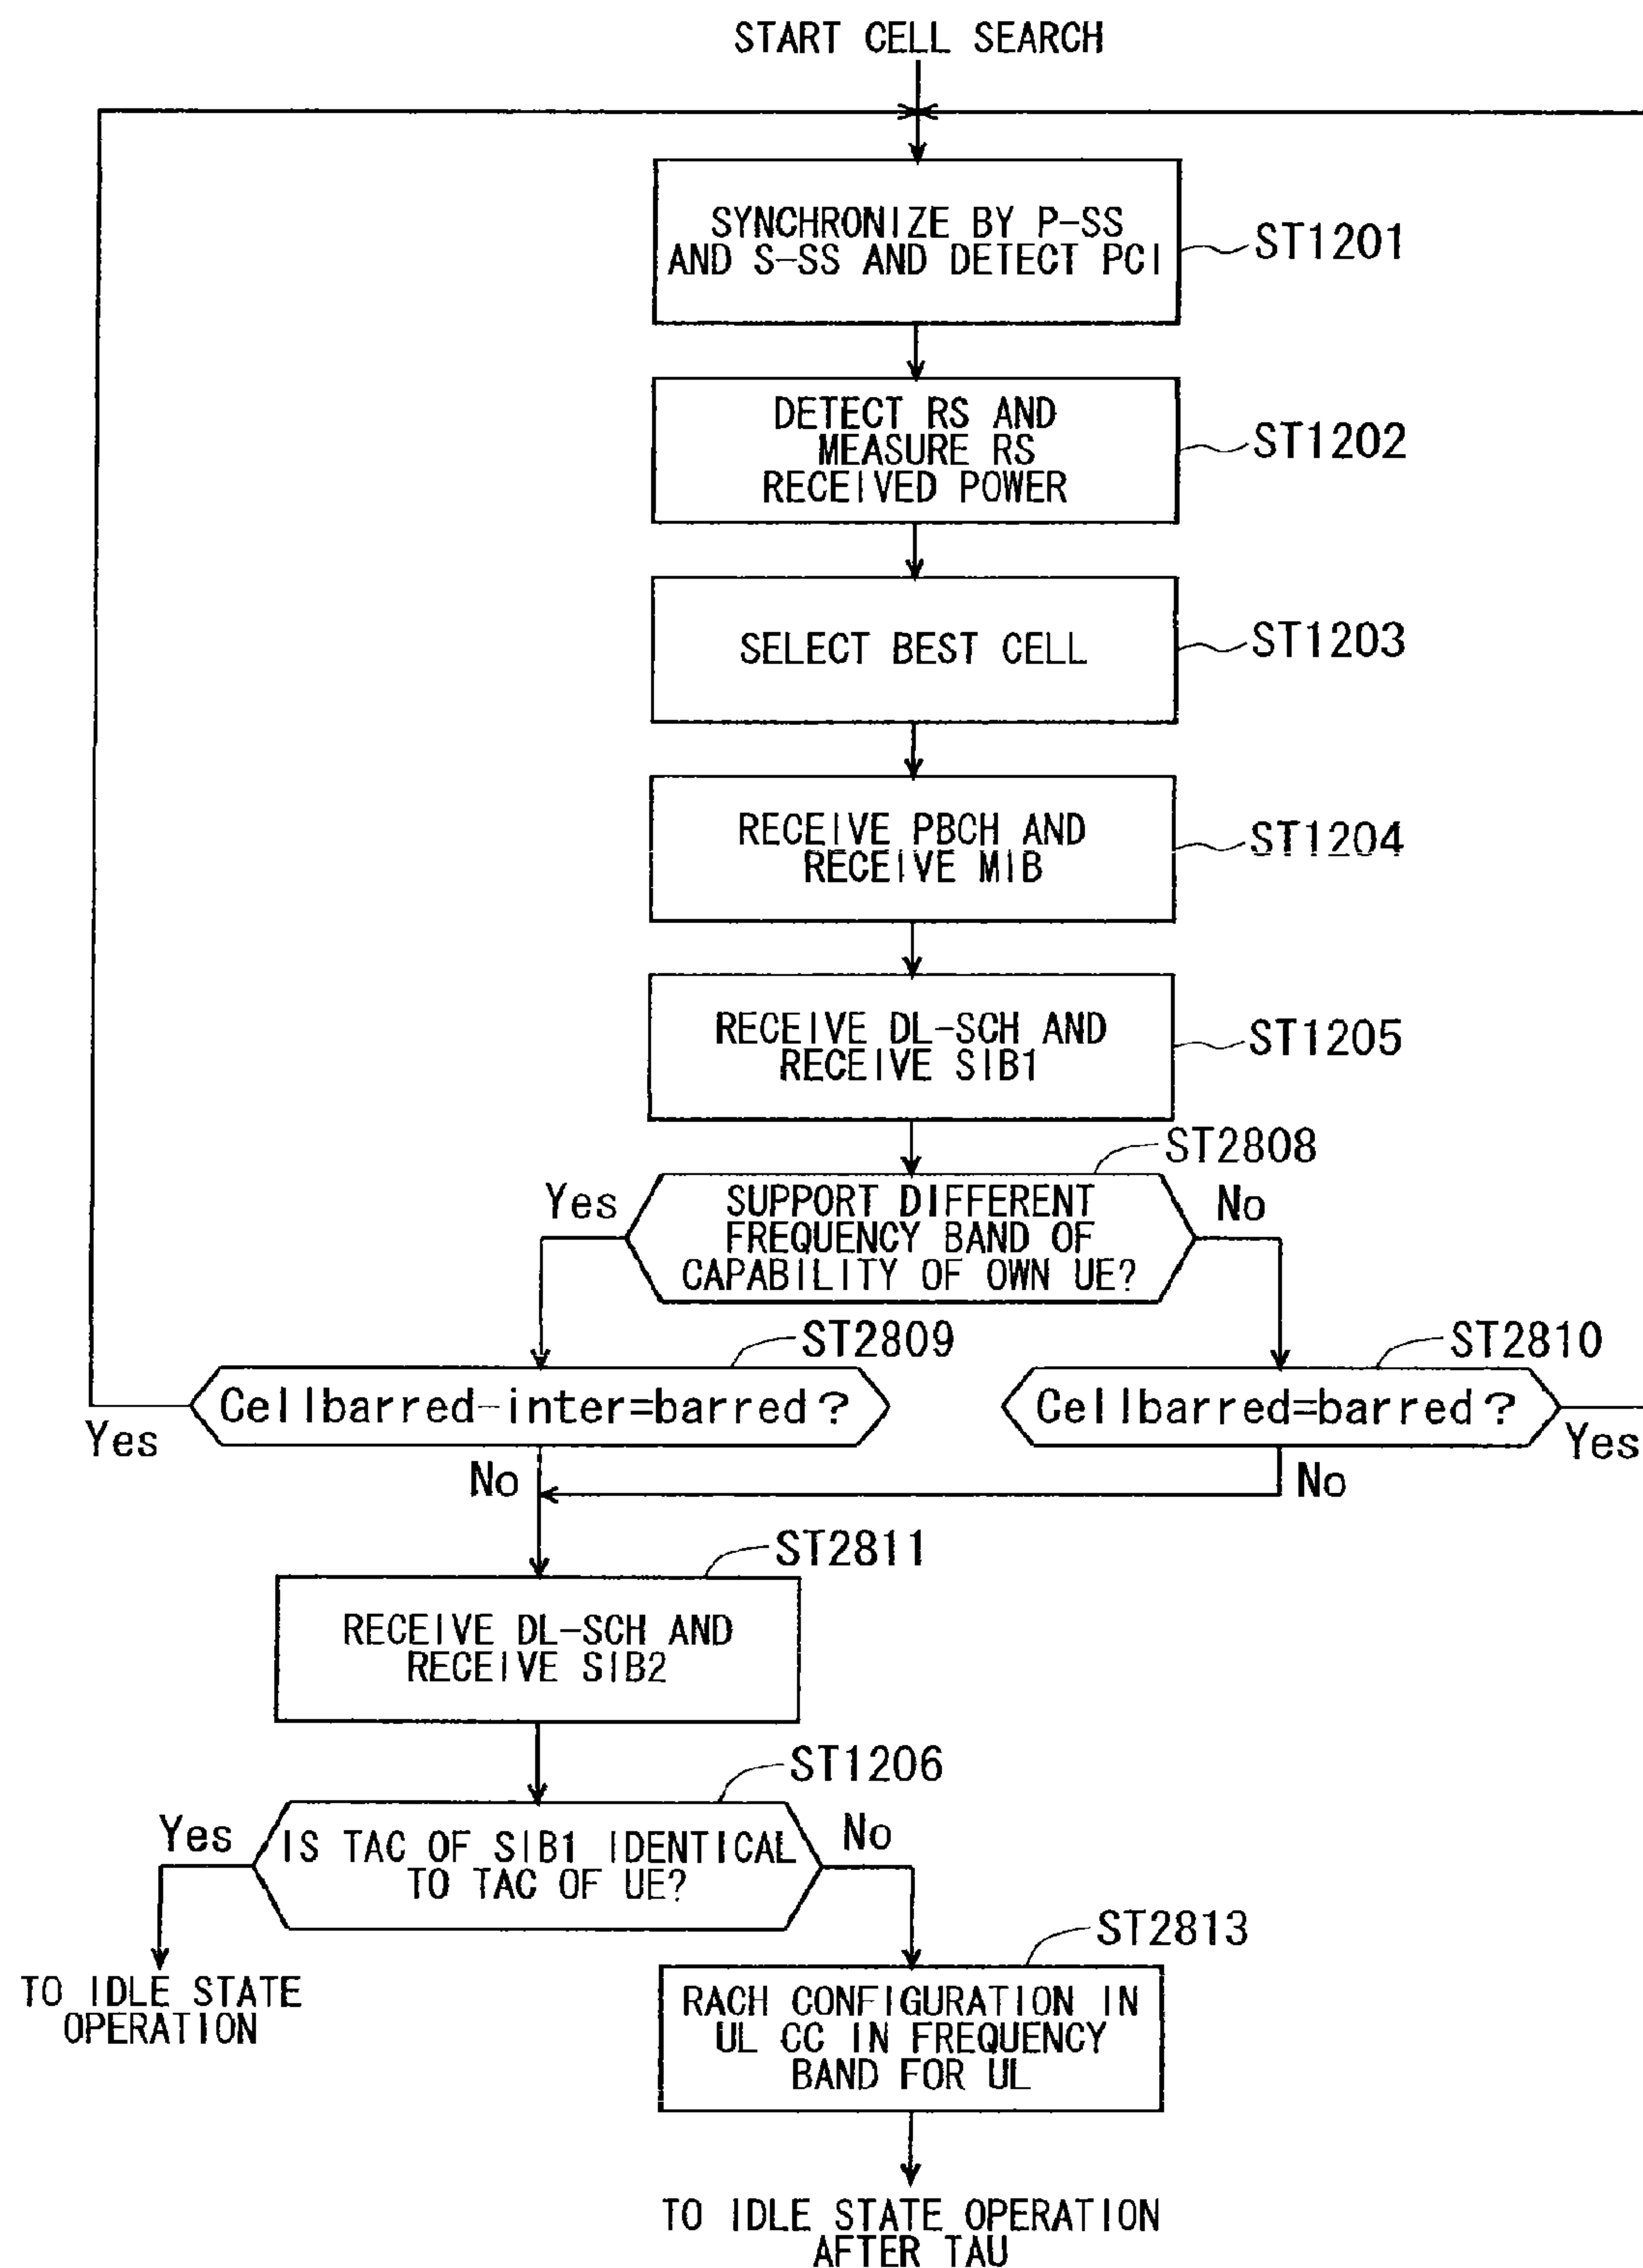 START CELL SEARCH
SYNCHRONIZE BY P-SS
AND S-SS AND DETECT PCI
ST1201
DETECT RS AND
MEASURE RS
RECEIVED POWER
ST1202
SELECT BEST CELL
ST1203
RECEIVE PBCH AND
RECEIVE MIB
ST1204
RECEIVE DL-SCH AND
RECEIVE SIB1
ST1205
ST2808
Yes
SUPPORT DIFFERENT
FREQUENCY BAND OF
CAPABILITY OF OWN UE?
No
ST2809
ST2810
Cellbarred-inter=barred?
Cellbarred=barred?
Yes
Yes
No
No
ST2811
RECEIVE DL-SCH AND
RECEIVE SIB2
ST1206
Yes
IS TAC OF SIB1 IDENTICAL
TO TAC OF UE?
No
ST2813
TO IDLE STATE
OPERATION
RACH CONFIGURATION IN
UL CC IN FREQUENCY
BAND FOR UL
TO IDLE STATE OPERATION
AFTER TAU